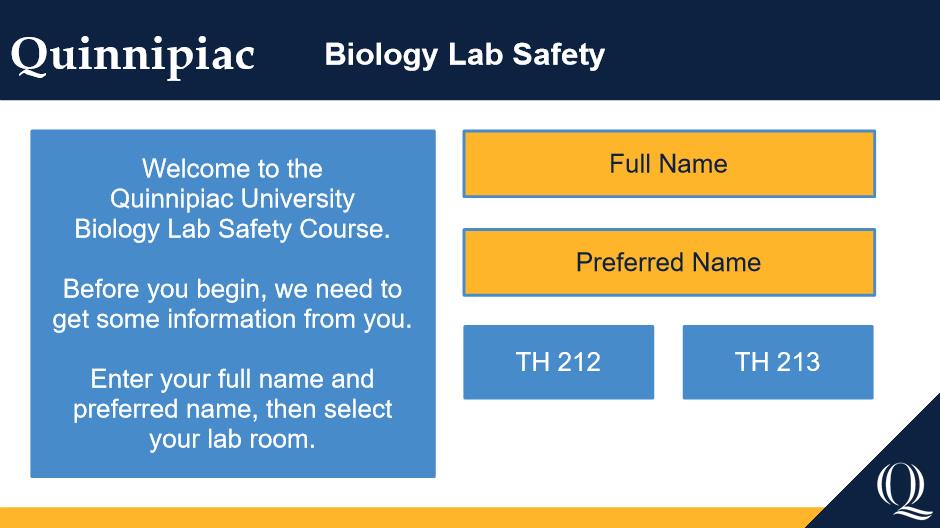 Quinnipiac
Biology Lab Safety
Welcome to the
Quinnipiac University
Biology Lab Safety Course.
Before you begin, we need to
get some information from you.
Enter your full name and
preferred name, then select
your lab room.
Full Name
Preferred Name
TH 212
TH 213
Q